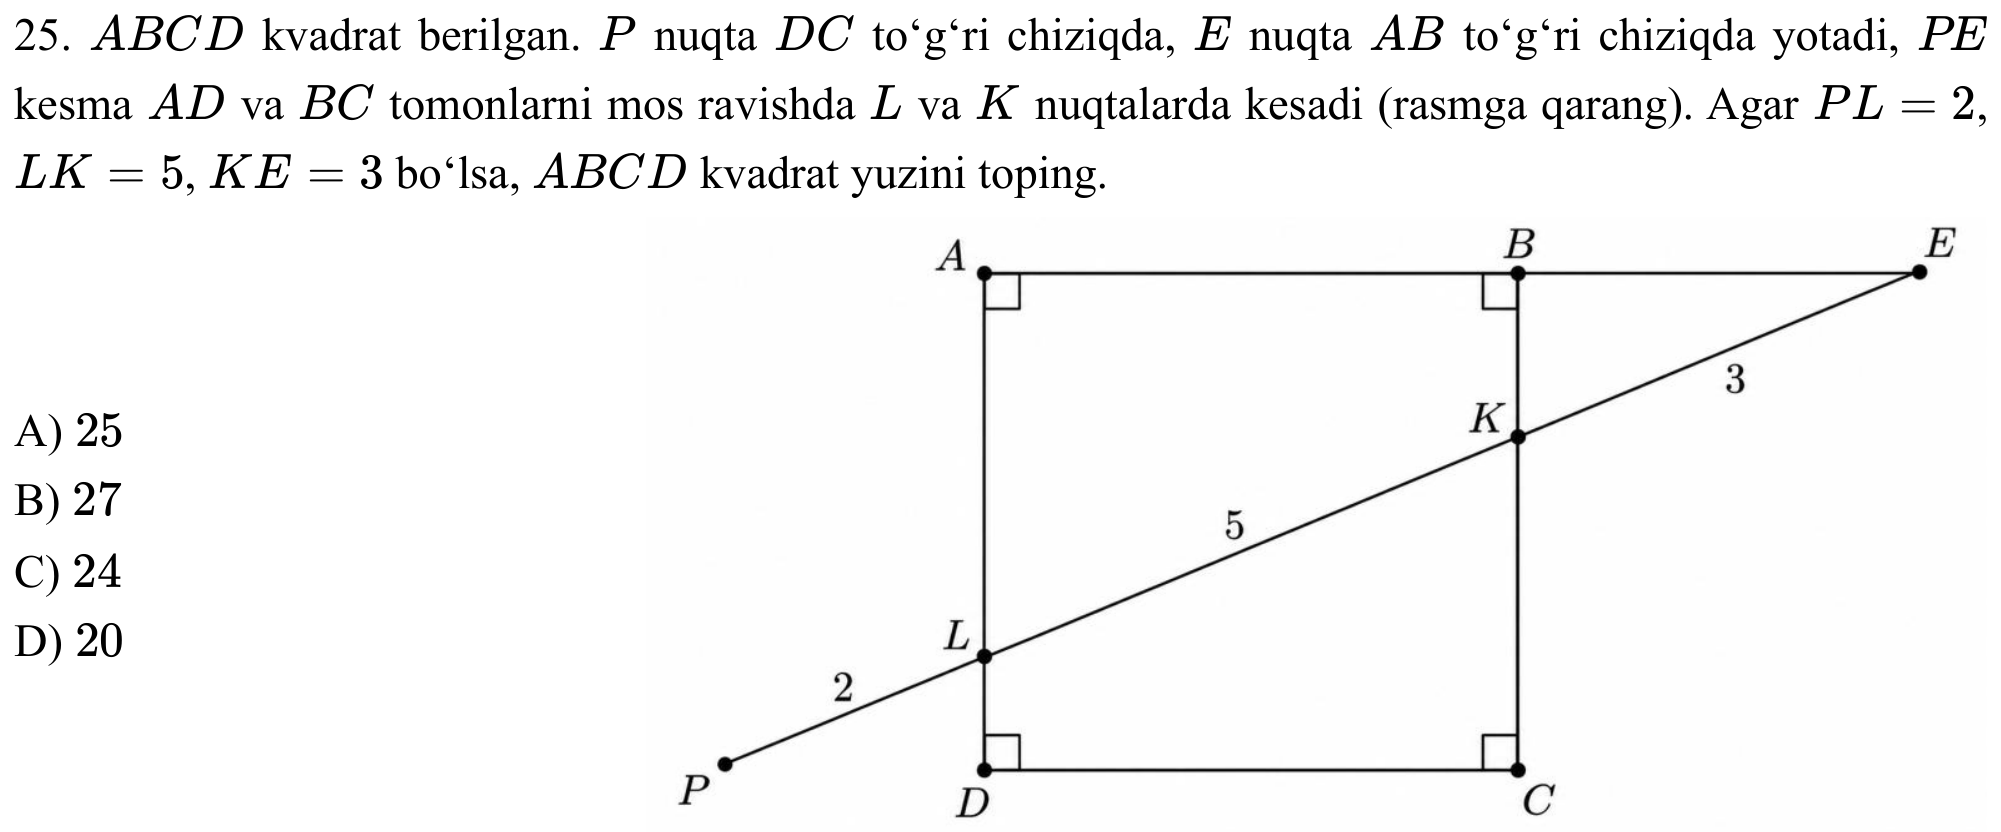 25. ABCD kvadrat berilgan. P nuqta DC to‘g‘ri chiziqda, E nuqta AB to‘g‘ri chiziqda yotadi, PE
kesma AD va BC tomonlarni mos ravishda L va K nuqtalarda kesadi (rasmga qarang). Agar PL = 2,
LK = 5, KE = 3 bo‘lsa, ABCD kvadrat yuzini toping.
A B E
3
K
A) 25
B) 27
5
C) 24
D) 20
L
2
P D C